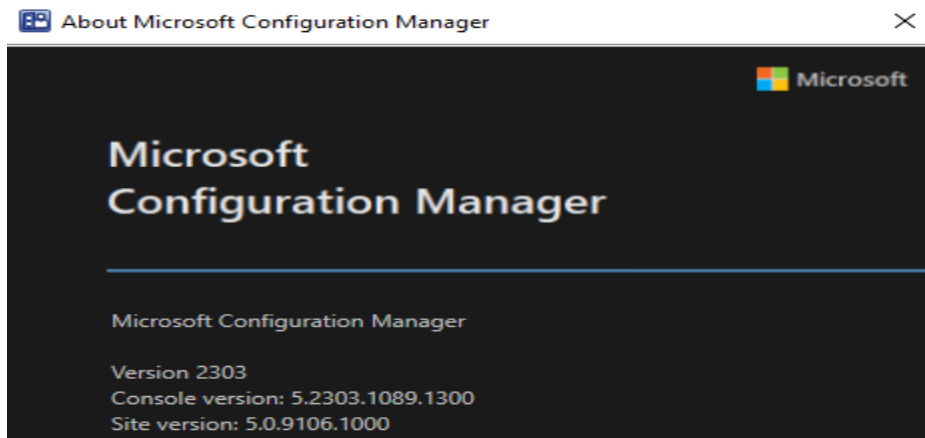 About Microsoft Configuration Manager
Microsoft
Microsoft
Configuration Manager
Microsoft Configuration Manager
Version 2303
Console version: 5.2303.1089.1300
Site version: 5.0.9106.1000